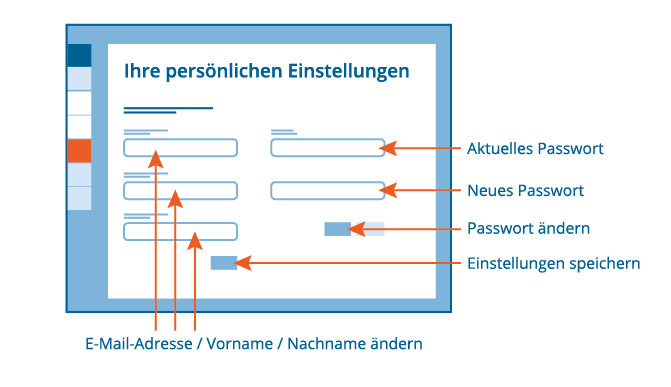 Ihre persönlichen Einstellungen
Aktuelles Passwort
Neues Passwort
Passwort ändern
Einstellungen speichern
E-Mail-Adresse / Vorname / Nachname ändern